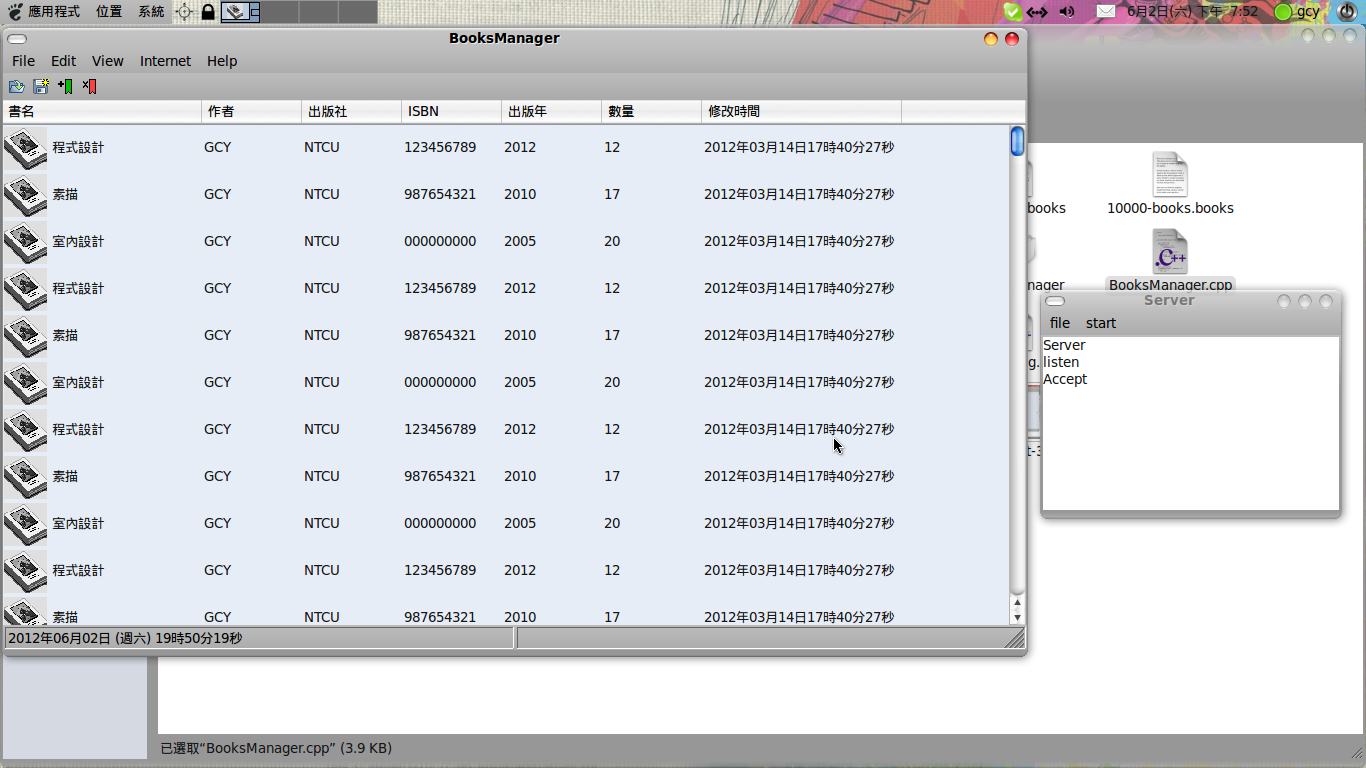 應用程式 位置 系統 6月2日(六) 下午 7:52 gcy
BooksManager
File Edit View Internet Help
書名 作者 出版社 ISBN 出版年 數量 修改時間
程式設計 GCY NTCU 123456789 2012 12 2012年03月14日17時40分27秒
素描 GCY NTCU 987654321 2010 17 2012年03月14日17時40分27秒
室內設計 GCY NTCU 000000000 2005 20 2012年03月14日17時40分27秒
程式設計 GCY NTCU 123456789 2012 12 2012年03月14日17時40分27秒
素描 GCY NTCU 987654321 2010 17 2012年03月14日17時40分27秒
室內設計 GCY NTCU 000000000 2005 20 2012年03月14日17時40分27秒
程式設計 GCY NTCU 123456789 2012 12 2012年03月14日17時40分27秒
素描 GCY NTCU 987654321 2010 17 2012年03月14日17時40分27秒
室內設計 GCY NTCU 000000000 2005 20 2012年03月14日17時40分27秒
程式設計 GCY NTCU 123456789 2012 12 2012年03月14日17時40分27秒
素描 GCY NTCU 987654321 2010 17 2012年03月14日17時40分27秒
2012年06月02日 (週六) 19時50分19秒
books 10000-books.books
.C++
nager BooksManager.cpp
Server
file start
Server
listen
Accept
g.
t-3
已選取“BooksManager.cpp” (3.9 KB)